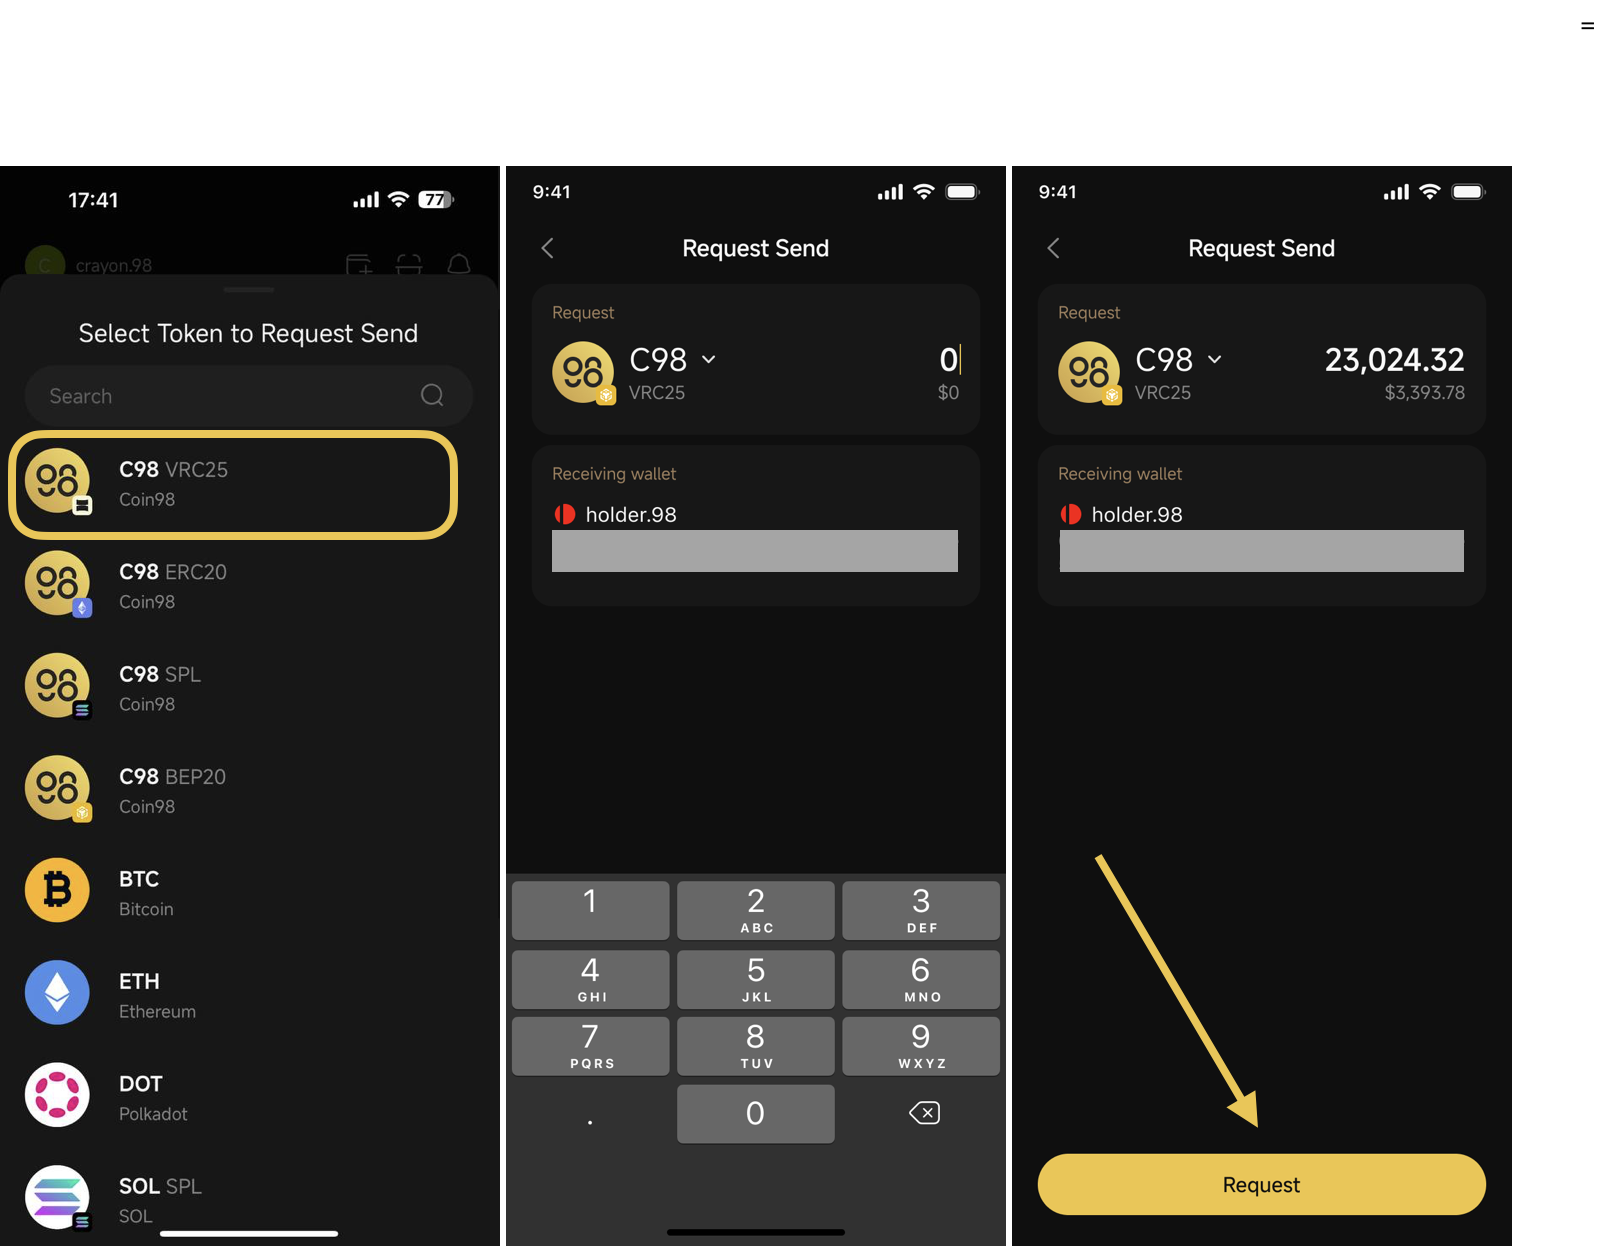 =
17:41
77
C crayon.98
Select Token to Request Send
Search
C98 VRC25
Coin98
C98 ERC20
Coin98
C98 SPL
Coin98
C98 BEP20
Coin98
BTC
Bitcoin
ETH
Ethereum
DOT
Polkadot
SOL SPL
SOL
9:41
Request Send
Request
C98
0
VRC25
$0
Receiving wallet
holder.98
1
2
ABC
3
DEF
4
GHI
5
JKL
6
MNO
7
PQRS
8
TUV
9
WXYZ
.
0
9:41
Request Send
Request
C98
23,024.32
VRC25
$3,393.78
Receiving wallet
holder.98
Request